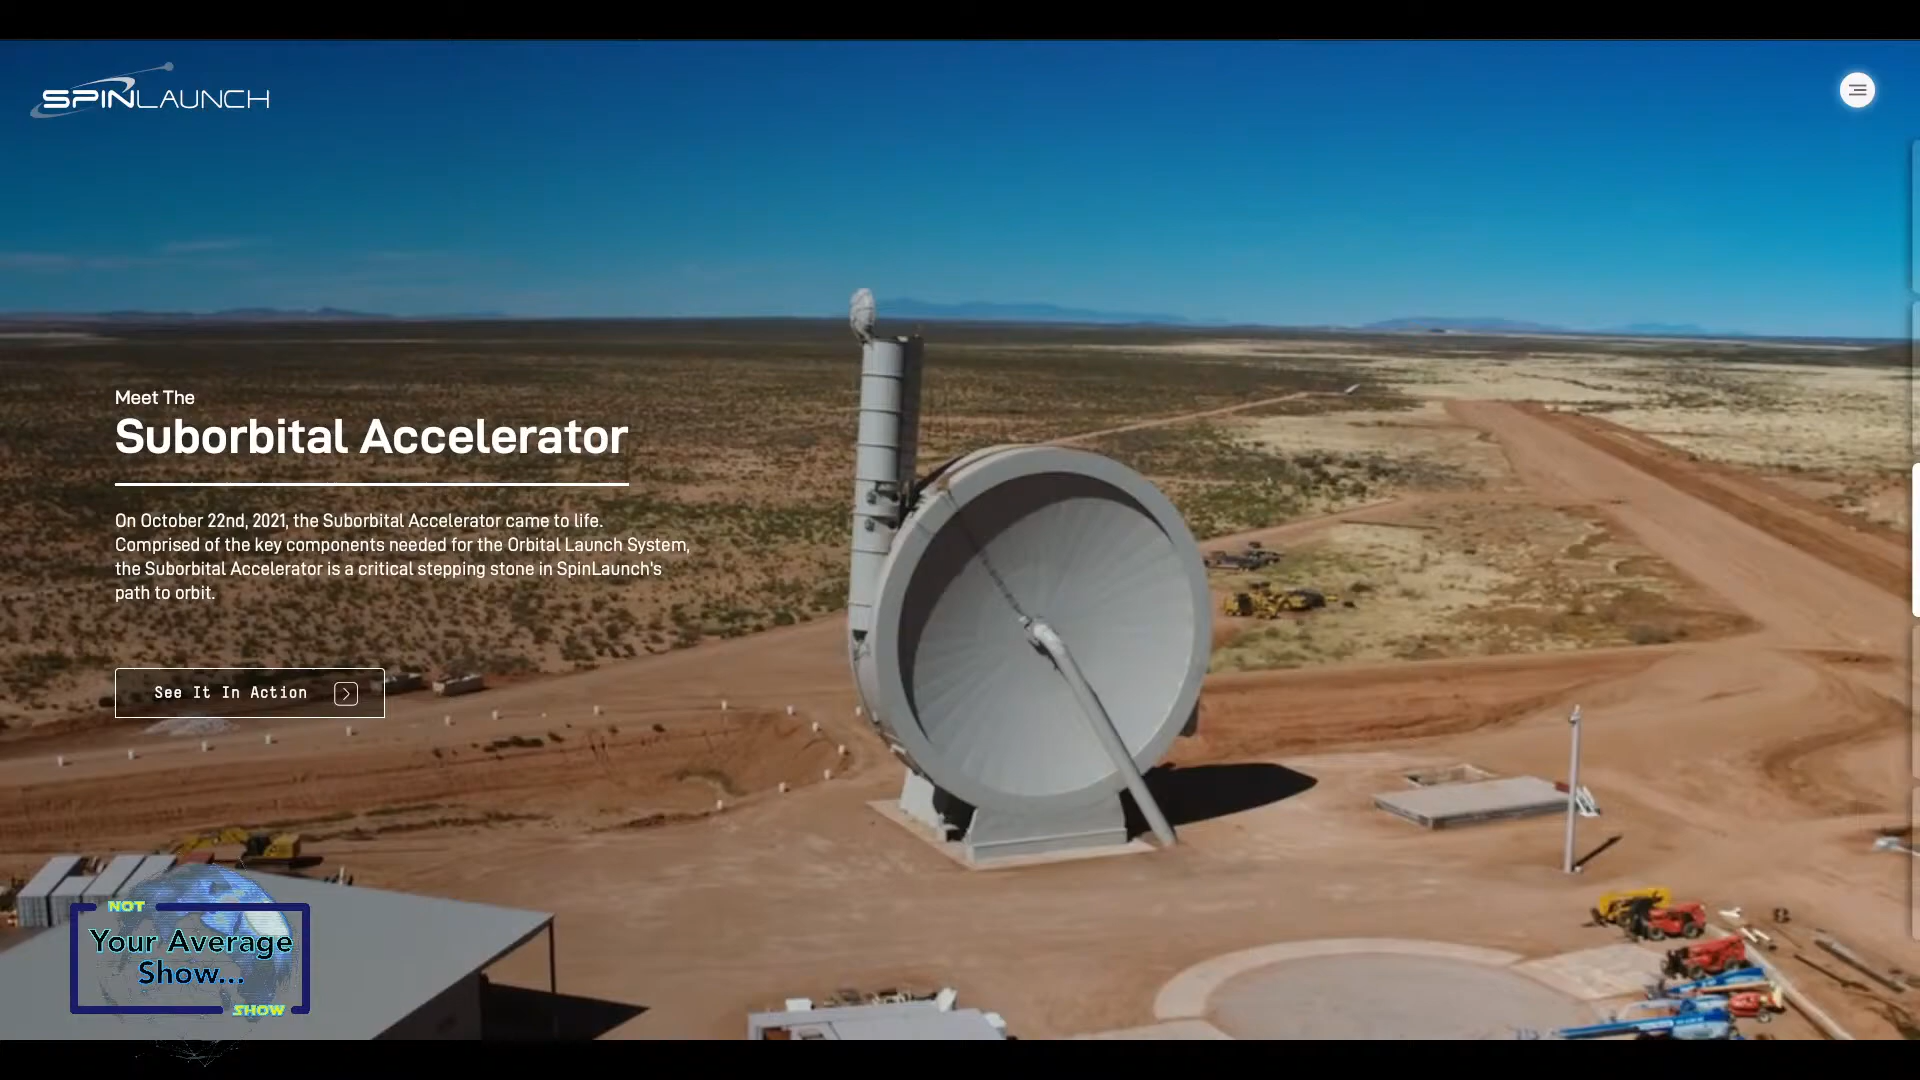 SPINLAUNCH
Meet The
Suborbital Accelerator
On October 22nd, 2021, the Suborbital Accelerator came to life.
Comprised of the key components needed for the Orbital Launch System,
the Suborbital Accelerator is a critical stepping stone in SpinLaunch's
path to orbit.
See It In Action
NOT
Your Average
Show...
SHOW